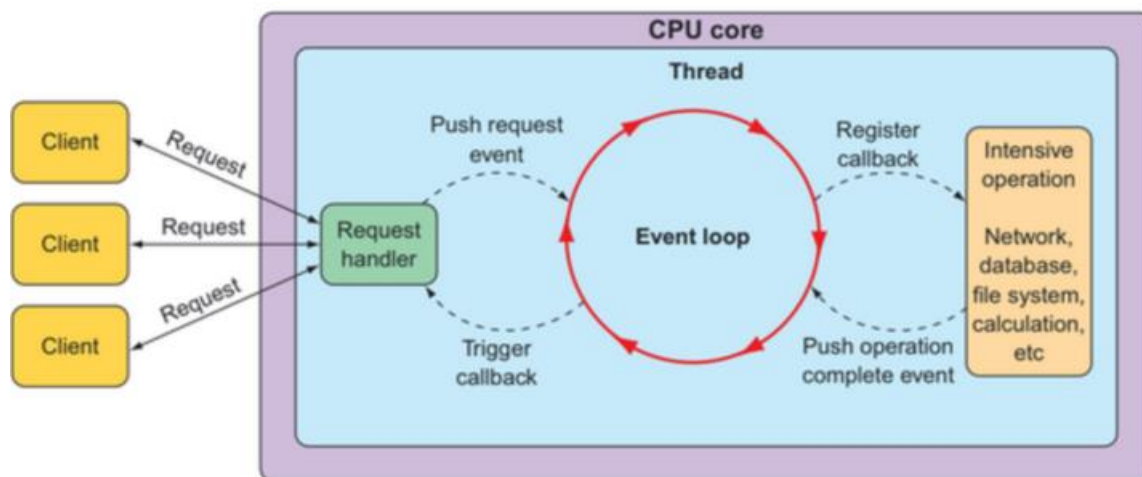 CPU core
Thread
Client
Client
Client
Request
Request
Request
Request
handler
Push request
event
Trigger
callback
Event loop
Register
callback
Push operation
complete event
Intensive
operation
Network,
database,
file system,
calculation,
etc